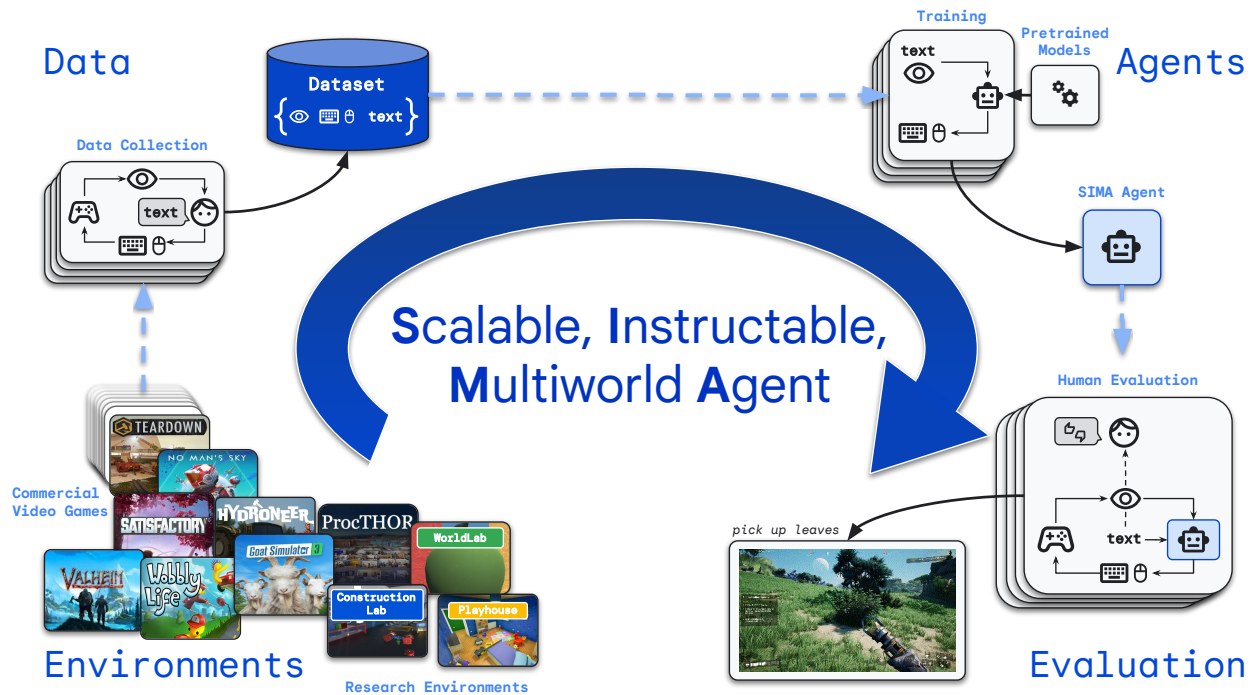 Data
Dataset
{ text }
Data Collection
text
Training
text
Pretrained
Models
Agents
SIMA Agent
Scalable, Instructable,
Multiworld Agent
Human Evaluation
text
pick up leaves
Commercial
Video Games
TEARDOWN
NO MAN'S SKY
SATISFACTORY
HYDRONEER
ProcTHOR
WorldLab
Goat Simulator 3
VALHEIM
Wobbly
Life
Construction
Lab
Playhouse
Environments
Research Environments
Evaluation